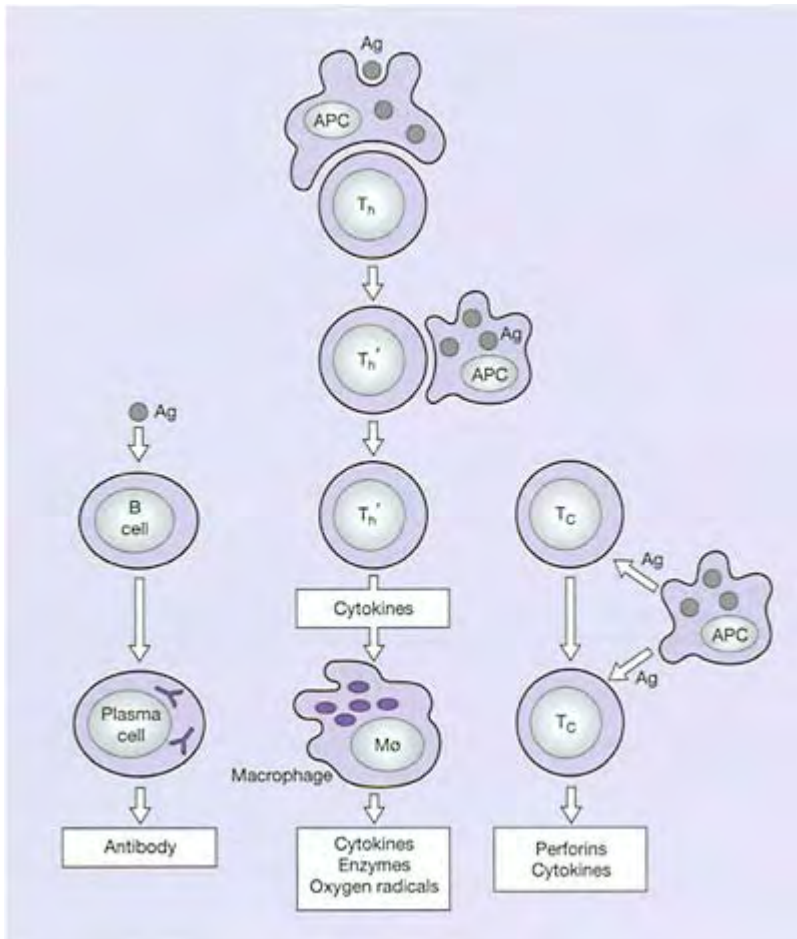 Ag
APC
Th
Th'
Ag
APC
Ag
B
cell
Th'
TC
Ag
APC
Cytokines
Ag
Plasma
cell
Mø
TC
Macrophage
Antibody
Cytokines
Enzymes
Oxygen radicals
Perforins
Cytokines